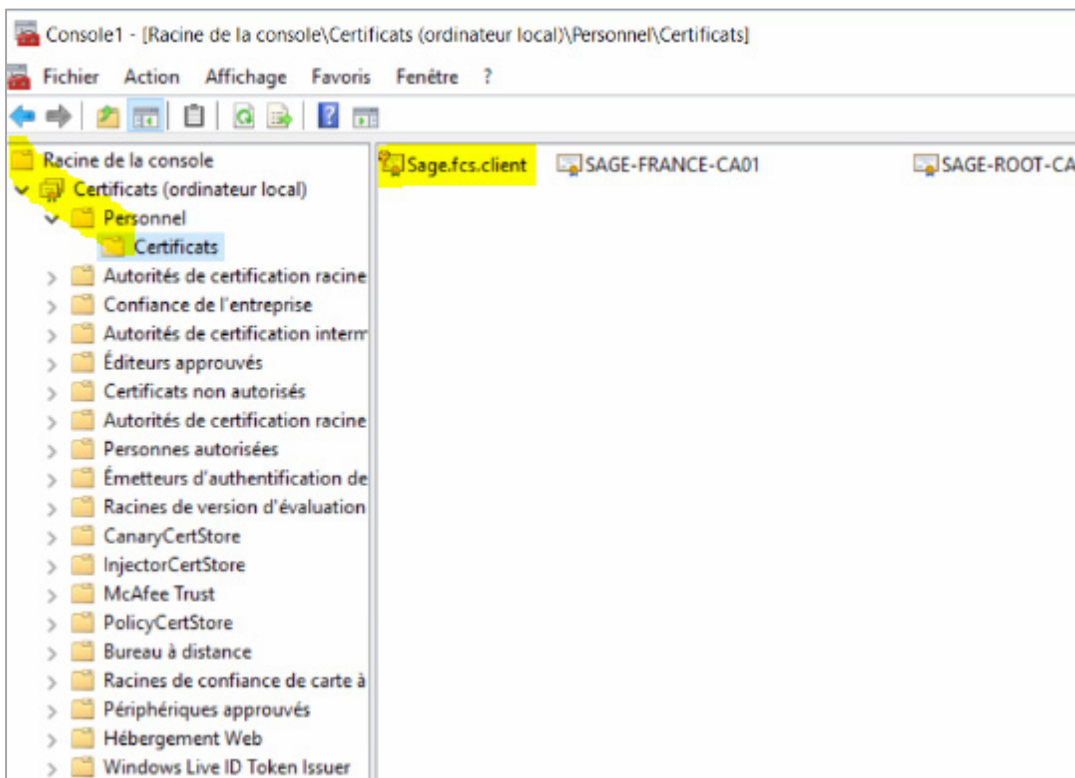 Console1 - [Racine de la console\Certificats (ordinateur local)\Personnel\Certificats]
Fichier Action Affichage Favoris Fenêtre ?
Racine de la console
Certificats (ordinateur local)
Personnel
Certificats
Autorités de certification racine
Confiance de l'entreprise
Autorités de certification interm
Éditeurs approuvés
Certificats non autorisés
Autorités de certification racine
Personnes autorisées
Émetteurs d'authentification de
Racines de version d'évaluation
CanaryCertStore
InjectorCertStore
McAfee Trust
PolicyCertStore
Bureau à distance
Racines de confiance de carte à
Périphériques approuvés
Hébergement Web
Windows Live ID Token Issuer
Sage.fcs.client SAGE-FRANCE-CA01 SAGE-ROOT-CA